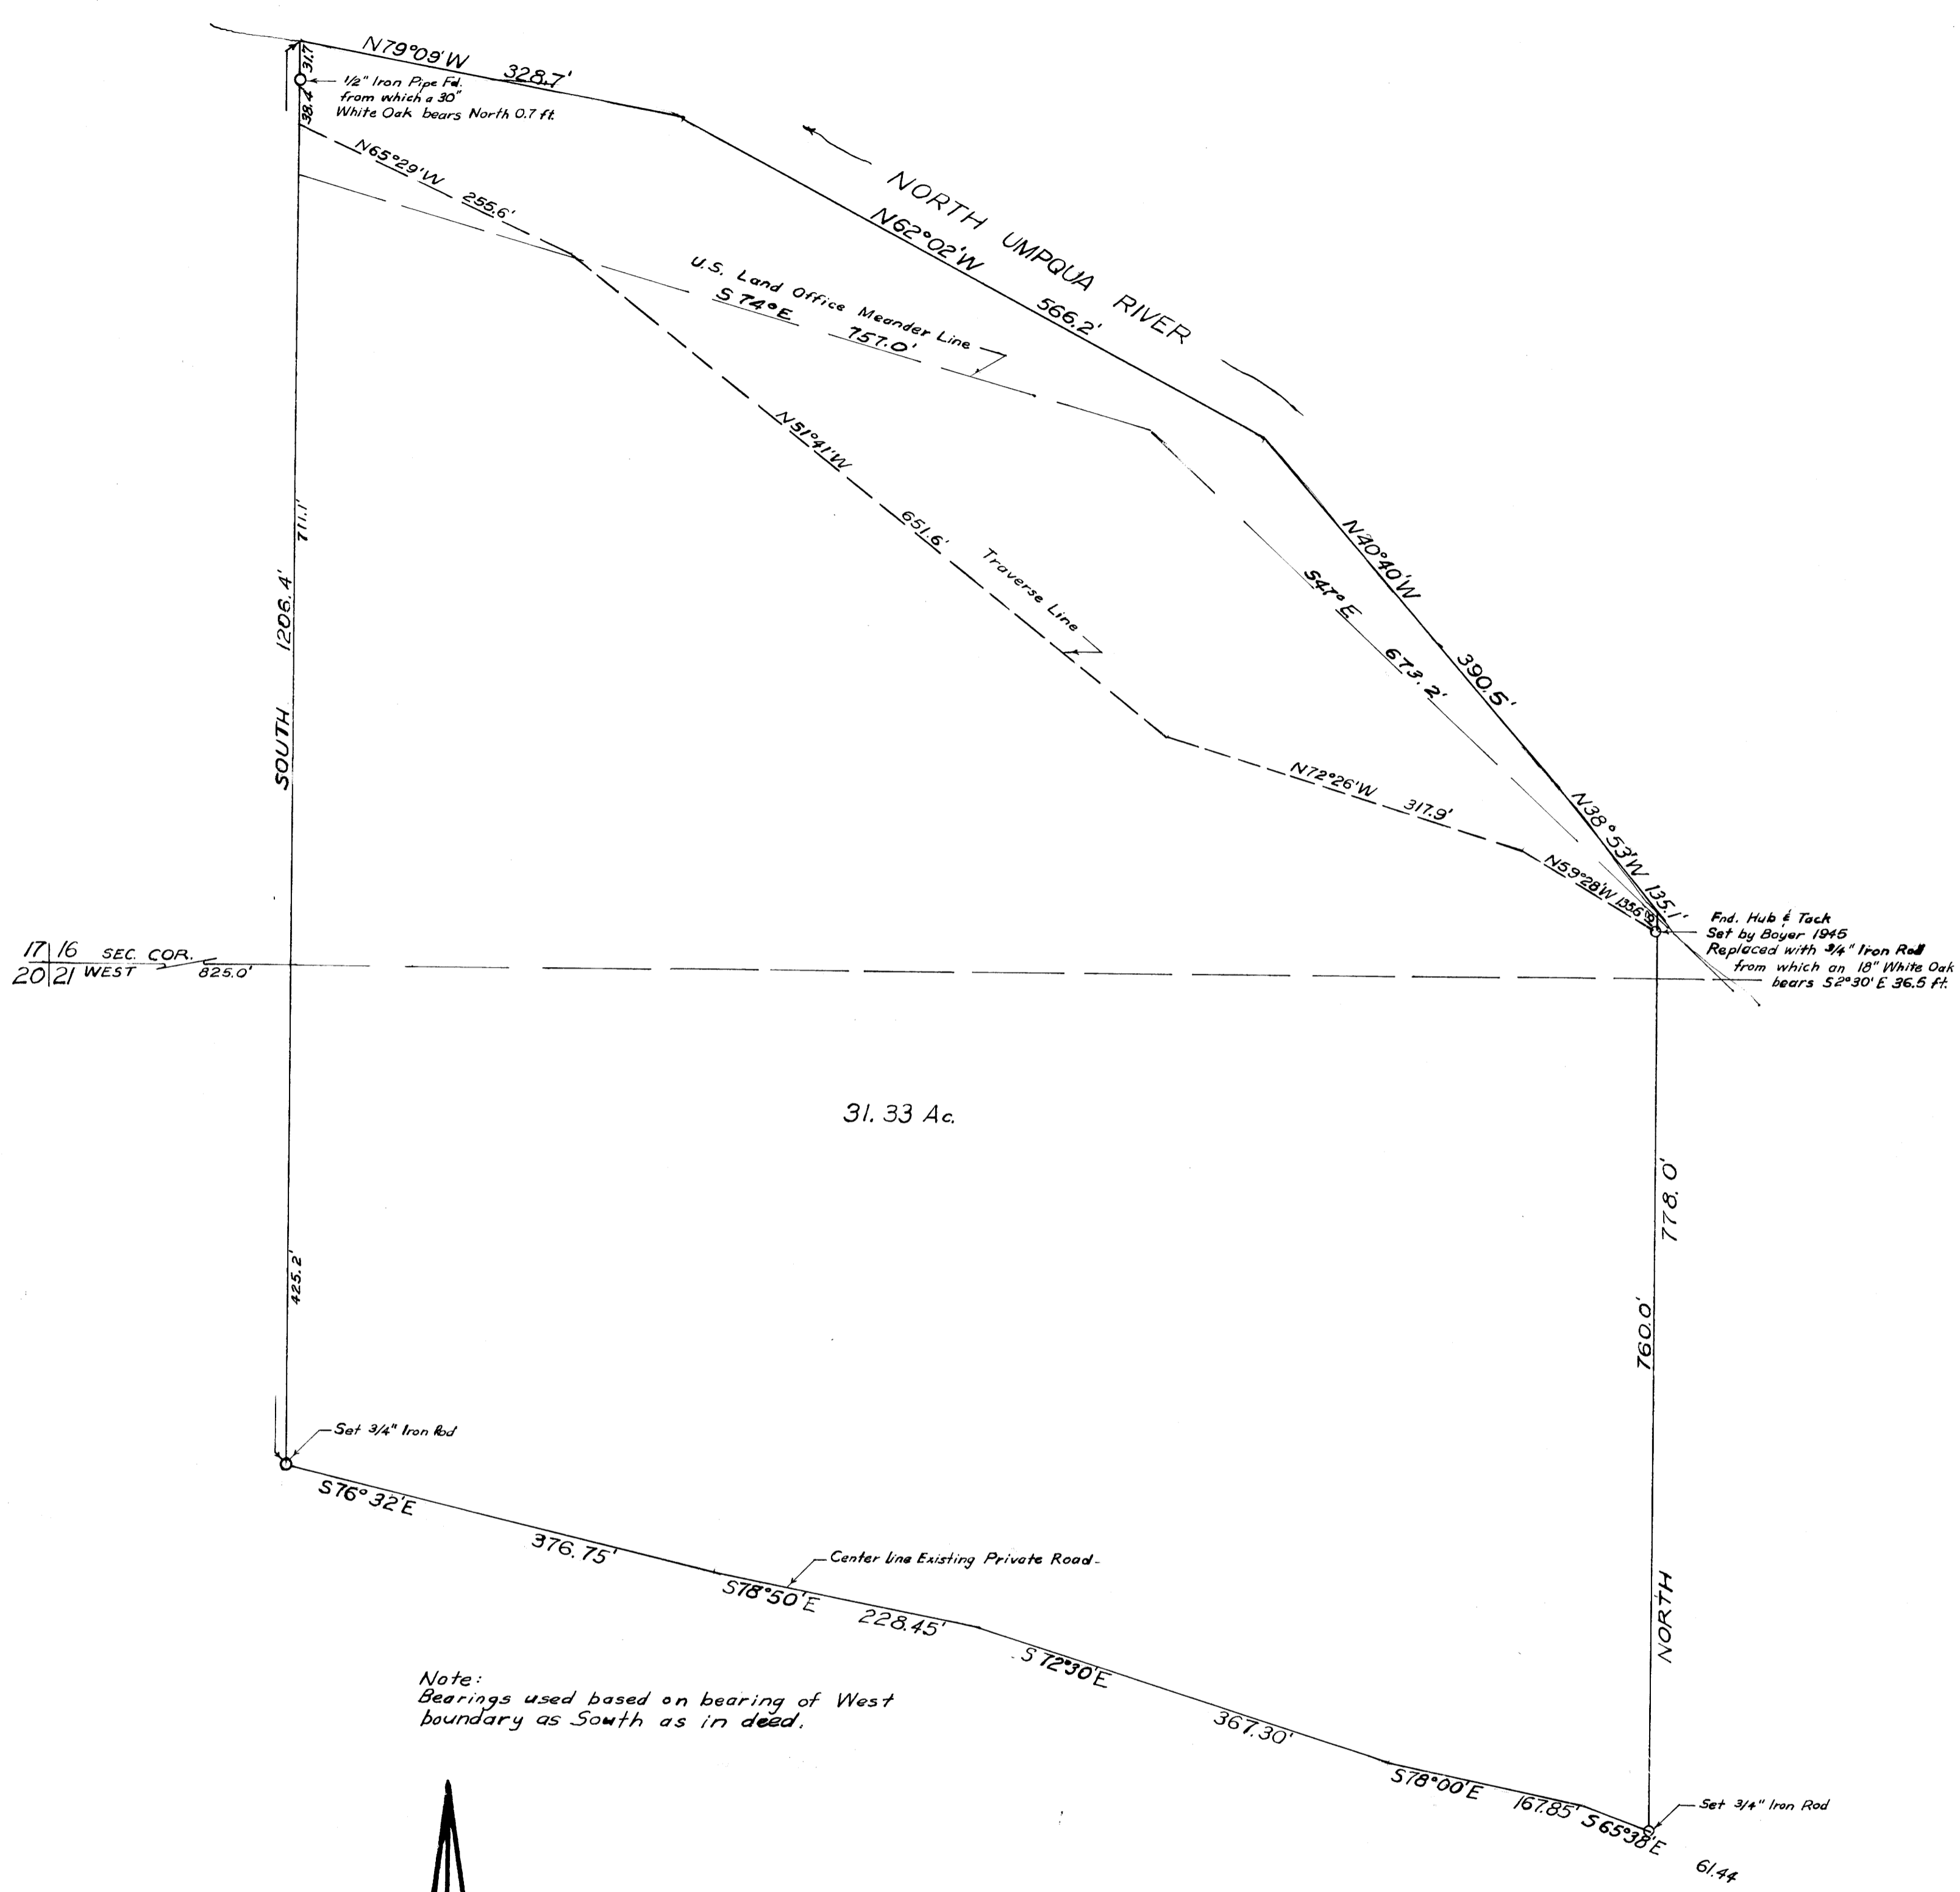 N79°09'W 328.7'
31.7
1/2" Iron Pipe Fd.
from which a 30"
White Oak bears North 0.7 ft.
38.4
N65°29'W 255.6'
NORTH UMPQUA RIVER
N62°02'W 566.2'
U.S. Land Office Meander Line
S 74°E 757.0'
N51°41'W 651.6'
Traverse Line
711.1'
SOUTH 1206.4'
N40°40'W 390.5'
S47°E 673.2'
N72°26'W 317.9'
N38°53'W 135.1'
N59°28'W 135.6'
Fnd. Hub & Tack
Set by Boyer 1945
Replaced with 3/4" Iron Rod
from which an 18" White Oak
bears S2°30'E 36.5 ft.
17 16 SEC. COR.
20 21 WEST 825.0'
31.33 Ac.
778.0'
760.0'
NORTH
425.2'
Set 3/4" Iron Rod
S76°32'E
376.75'
Center line Existing Private Road
S78°50'E
228.45'
S 72°30'E
367.30'
S78°00'E
167.85'
S65°38'E
61.44
Set 3/4" Iron Rod
Note:
Bearings used based on bearing of West
boundary as South as in deed.